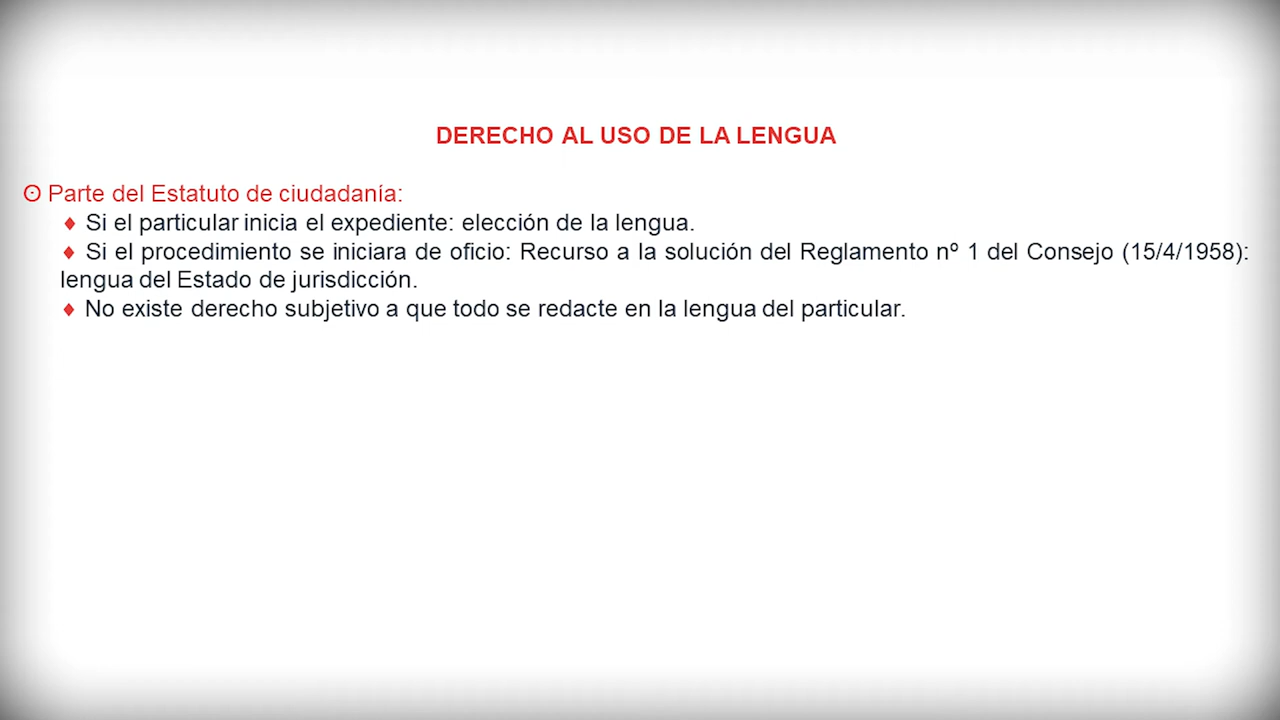 DERECHO AL USO DE LA LENGUA
⊙ Parte del Estatuto de ciudadanía:
♦ Si el particular inicia el expediente: elección de la lengua.
♦ Si el procedimiento se iniciara de oficio: Recurso a la solución del Reglamento nº 1 del Consejo (15/4/1958):
lengua del Estado de jurisdicción.
♦ No existe derecho subjetivo a que todo se redacte en la lengua del particular.